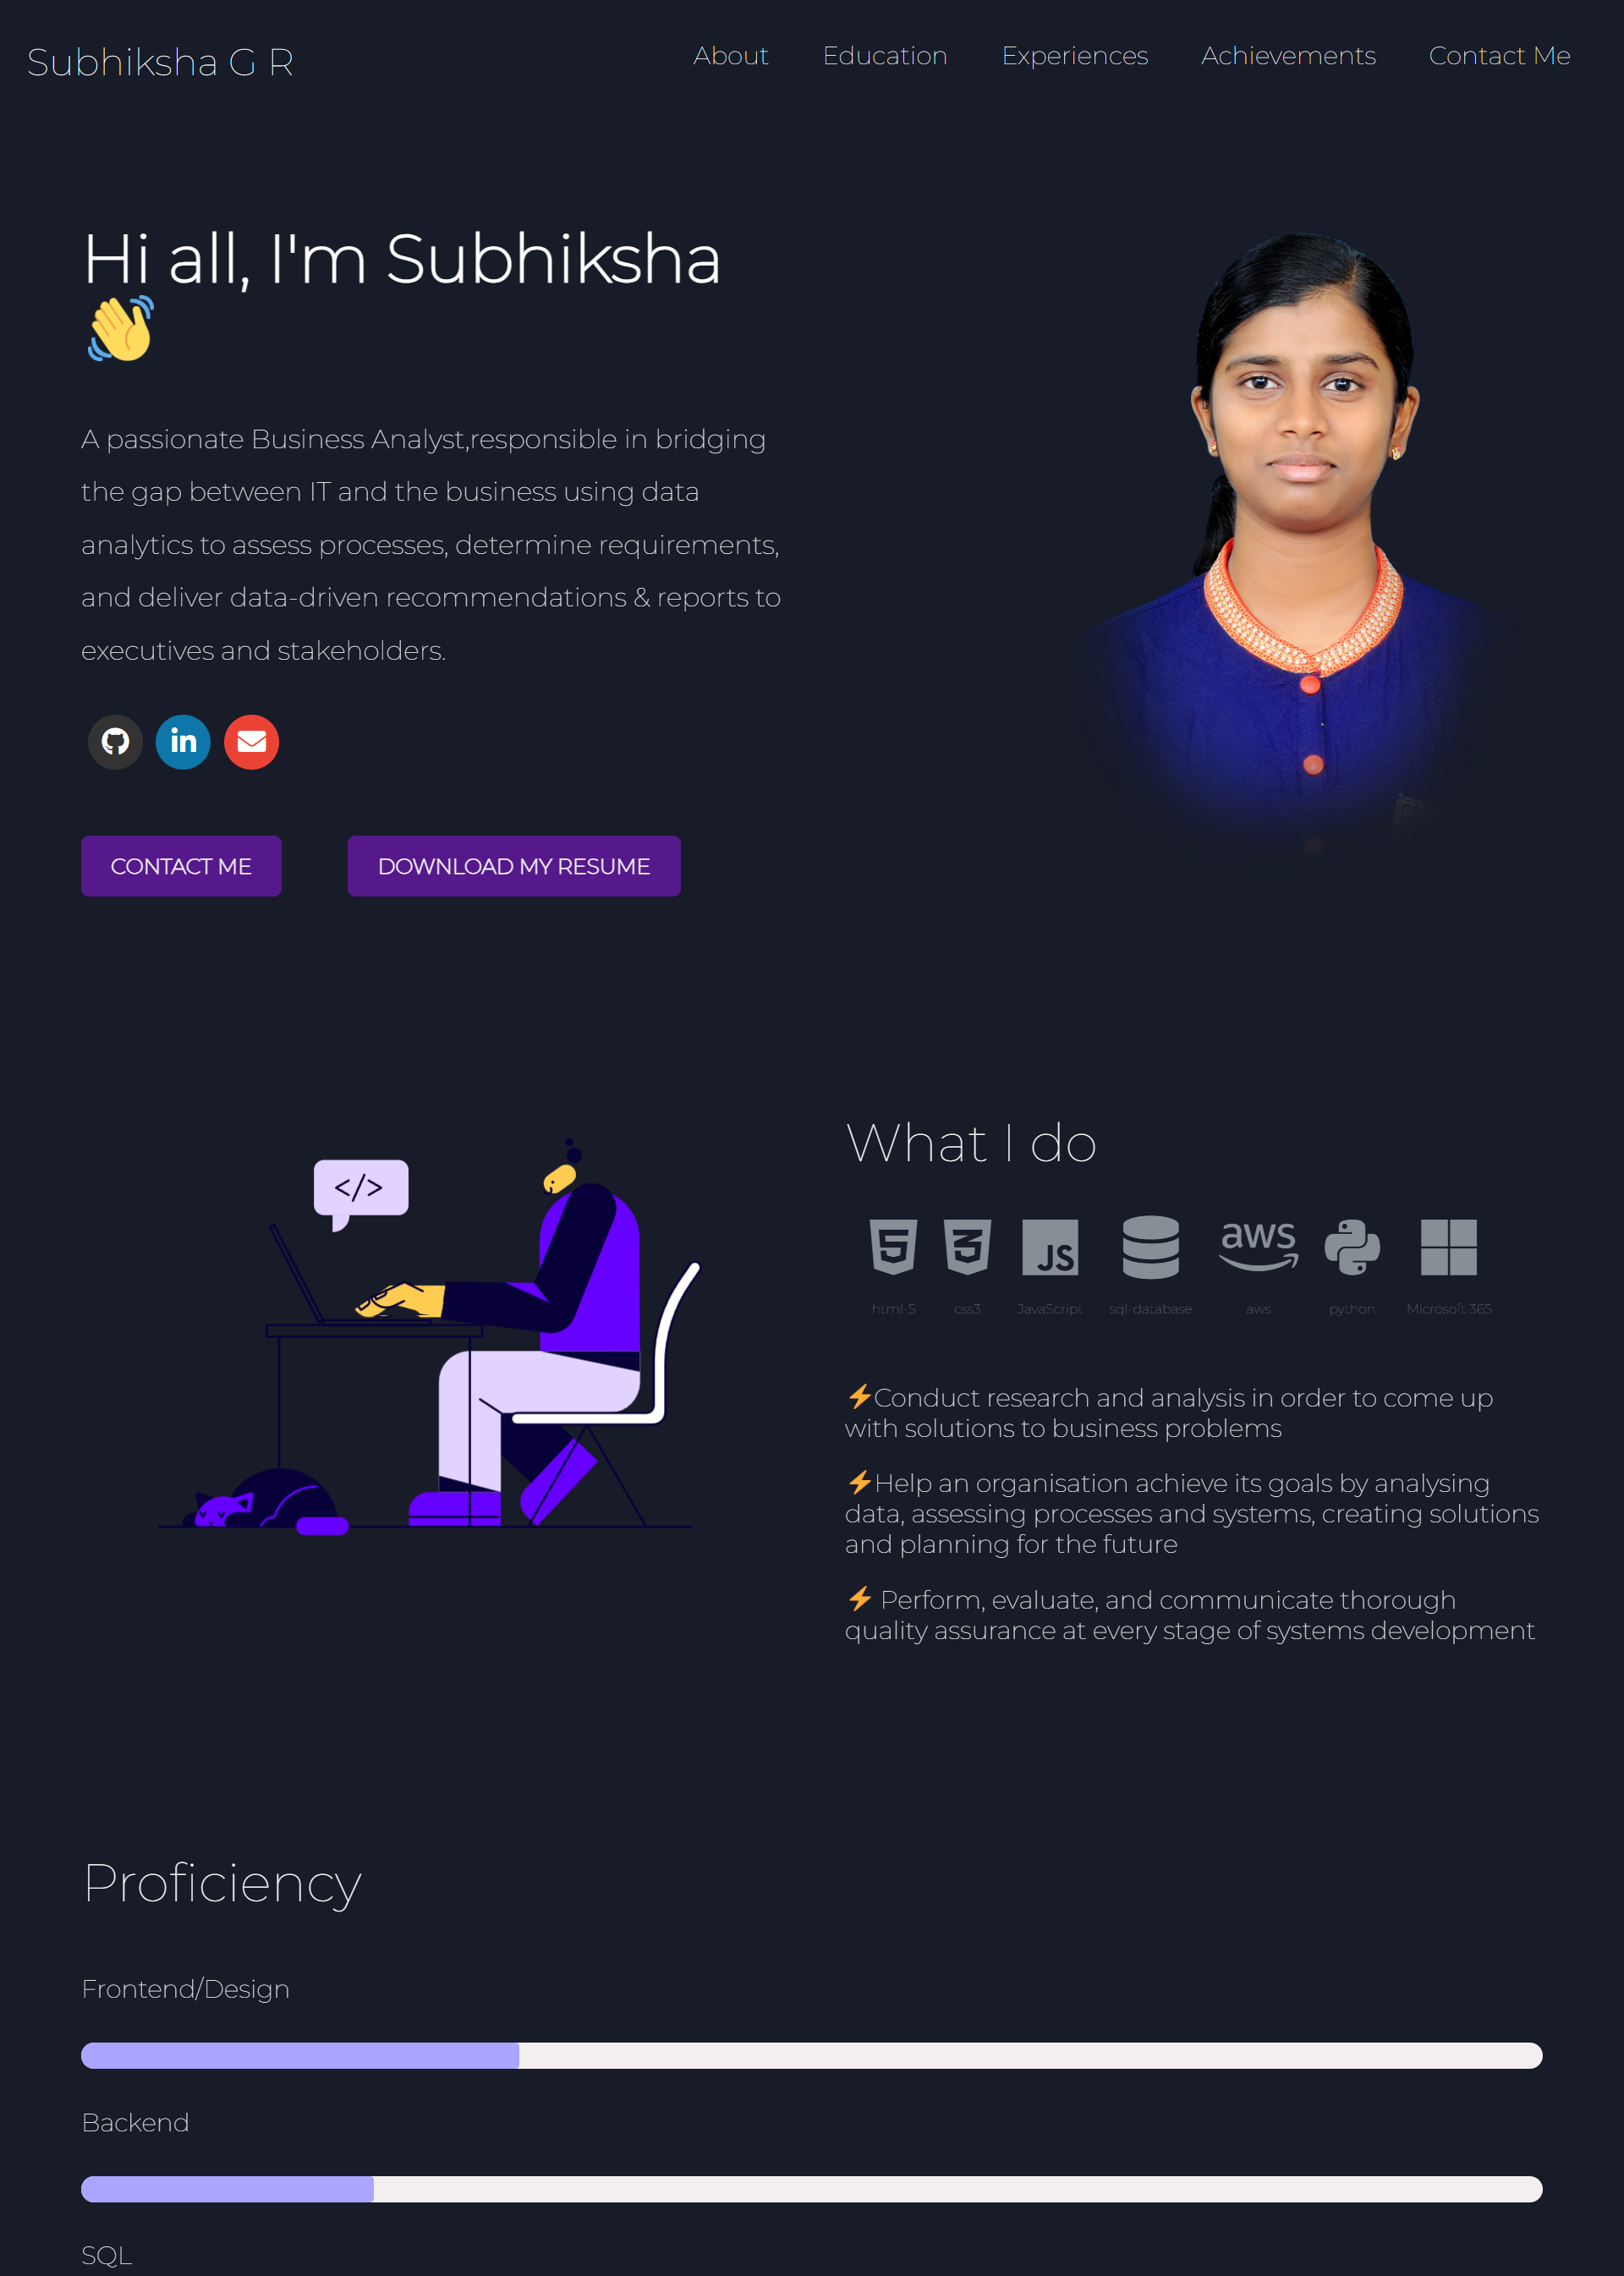 Subhiksha G R
About Education Experiences Achievements Contact Me
Hi all, I'm Subhiksha
👋
A passionate Business Analyst,responsible in bridging
the gap between IT and the business using data
analytics to assess processes, determine requirements,
and deliver data-driven recommendations & reports to
executives and stakeholders.
in
CONTACT ME DOWNLOAD MY RESUME
</>
What I do
5 3 JS aws
html-5 css3 JavaScript sql-database aws python Microsoft 365
⚡Conduct research and analysis in order to come up
with solutions to business problems
⚡Help an organisation achieve its goals by analysing
data, assessing processes and systems, creating solutions
and planning for the future
⚡ Perform, evaluate, and communicate thorough
quality assurance at every stage of systems development
Proficiency
Frontend/Design
Backend
SQL